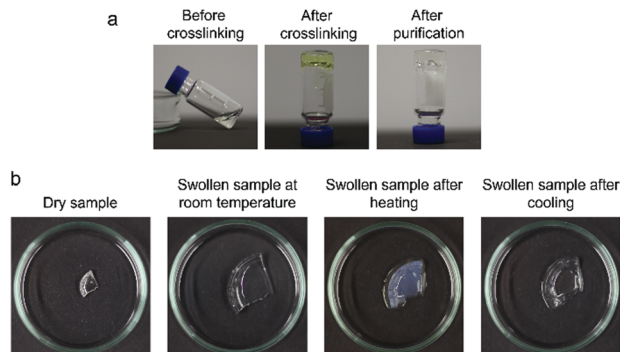 a
Before
crosslinking
After
crosslinking
After
purification
b
Dry sample
Swollen sample at
room temperature
Swollen sample after
heating
Swollen sample after
cooling